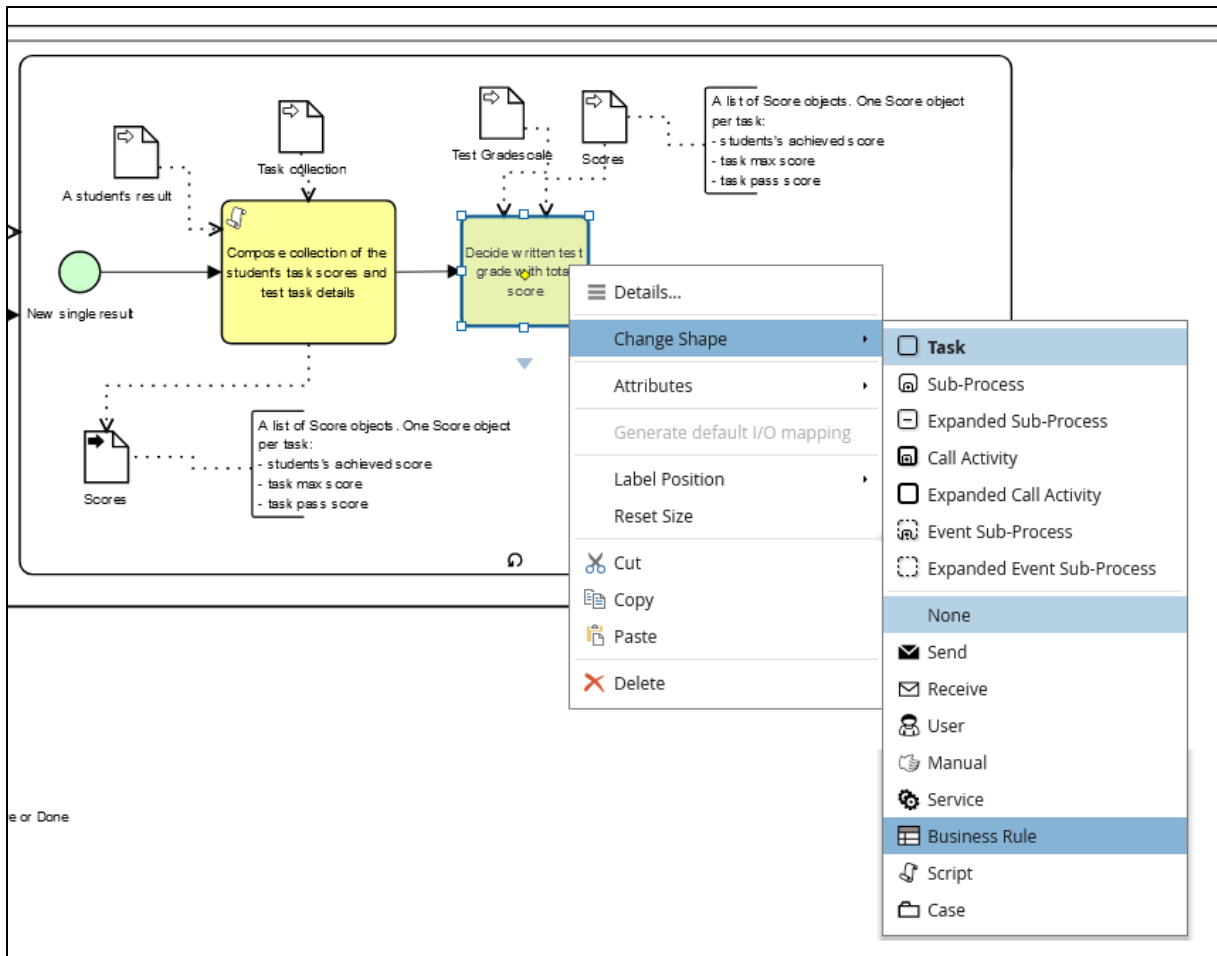 A student's result
Task collection
Test Gradescale
Scores
A list of Score objects. One Score object
per task:
- students's achieved score
- task max score
- task pass score
New single result
Compose collection of the
student's task scores and
test task details
Decide written test
grade with total
score
Scores
A list of Score objects. One Score object
per task:
- students's achieved score
- task max score
- task pass score
Details...
Change Shape
Attributes
Generate default I/O mapping
Label Position
Reset Size
Cut
Copy
Paste
Delete
Task
Sub-Process
Expanded Sub-Process
Call Activity
Expanded Call Activity
Event Sub-Process
Expanded Event Sub-Process
None
Send
Receive
User
Manual
Service
Business Rule
Script
Case
e or Done